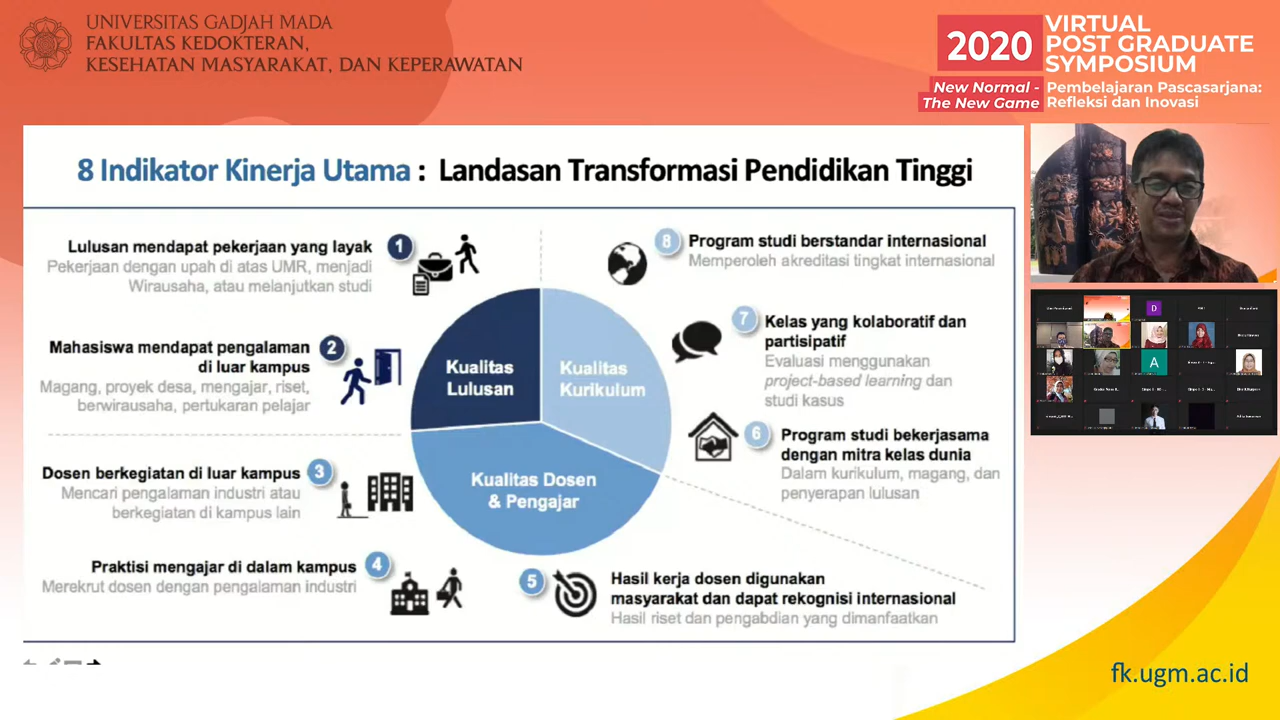 UNIVERSITAS GADJAH MADA
FAKULTAS KEDOKTERAN,
KESEHATAN MASYARAKAT, DAN KEPERAWATAN
2020
VIRTUAL
POST GRADUATE
SYMPOSIUM
New Normal -
The New Game
Pembelajaran Pascasarjana:
Refleksi dan Inovasi
8 Indikator Kinerja Utama : Landasan Transformasi Pendidikan Tinggi
Lulusan mendapat pekerjaan yang layak
1
Pekerjaan dengan upah di atas UMR, menjadi
Wirausaha, atau melanjutkan studi
Mahasiswa mendapat pengalaman
di luar kampus
2
Magang, proyek desa, mengajar, riset,
berwirausaha, pertukaran pelajar
Dosen berkegiatan di luar kampus
3
Mencari pengalaman industri atau
berkegiatan di kampus lain
Praktisi mengajar di dalam kampus
4
Merekrut dosen dengan pengalaman industri
Kualitas
Lulusan
Kualitas
Kurikulum
Kualitas Dosen
& Pengajar
8
Program studi berstandar internasional
Memperoleh akreditasi tingkat internasional
7
Kelas yang kolaboratif dan
partisipatif
Evaluasi menggunakan
project-based learning dan
studi kasus
6
Program studi bekerjasama
dengan mitra kelas dunia
Dalam kurikulum, magang, dan
penyerapan lulusan
5
Hasil kerja dosen digunakan
masyarakat dan dapat rekognisi internasional
Hasil riset dan pengabdian yang dimanfaatkan
D
A
fk.ugm.ac.id